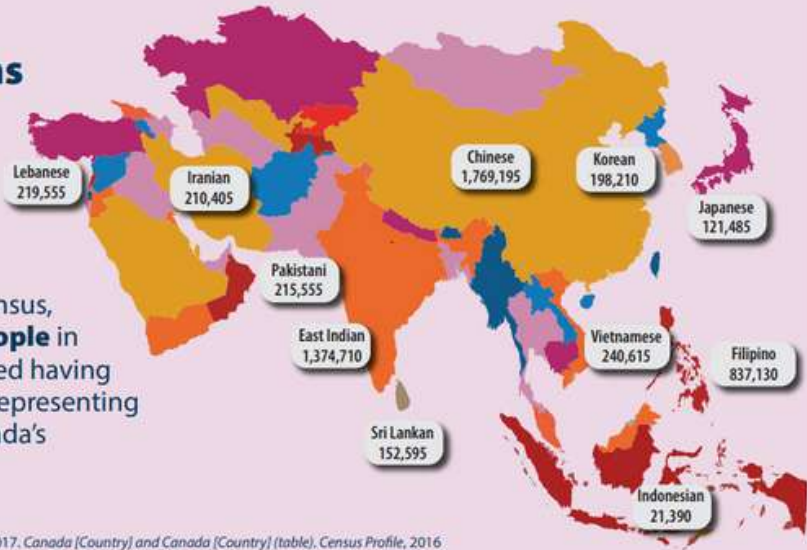 Lebanese
219,555
Iranian
210,405
Chinese
1,769,195
Korean
198,210
Japanese
121,485
Pakistani
215,555
East Indian
1,374,710
Vietnamese
240,615
Filipino
837,130
Sri Lankan
152,595
Indonesian
21,390
nsus,
ople in
ed having
epresenting
ada's
017. Canada [Country] and Canada [Country] (table). Census Profile, 2016